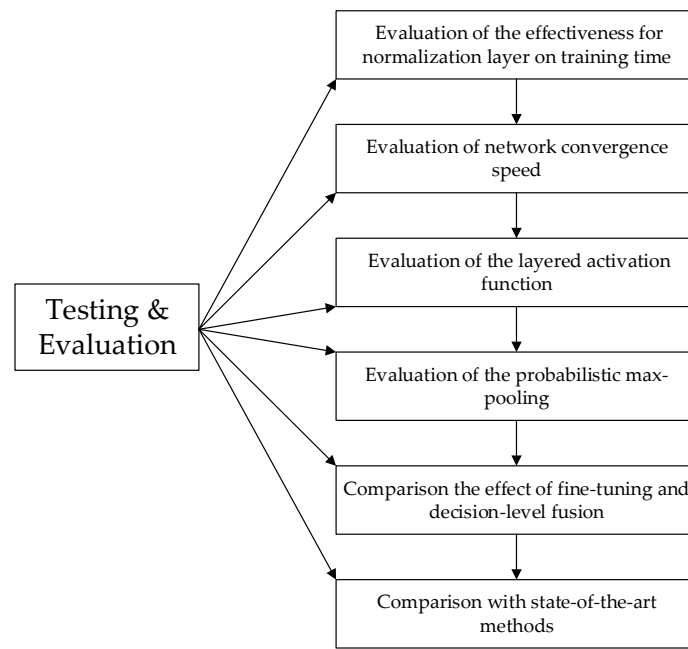 Evaluation of the effectiveness for
normalization layer on training time
Evaluation of network convergence
speed
Evaluation of the layered activation
function
Testing &
Evaluation
Evaluation of the probabilistic max-
pooling
Comparison the effect of fine-tuning and
decision-level fusion
Comparison with state-of-the-art
methods